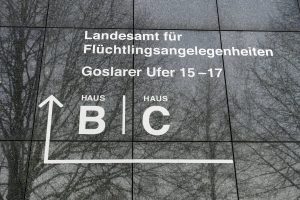 Landesamt für
Flüchtlingsangelegenheiten
Goslarer Ufer 15–17
HAUS HAUS
B | C